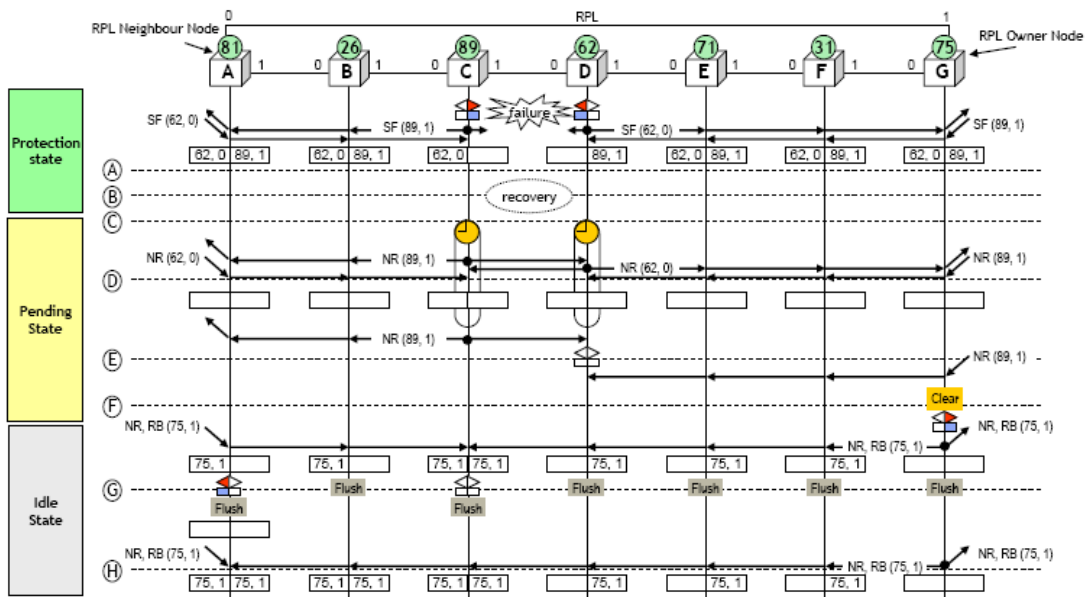 0 RPL 1
RPL Neighbour Node
RPL Owner Node
81 26 89 62 71 31 75
A 1 0 B 1 0 C 1 0 D 1 0 E 1 0 F 1 0 G
Protection state
failure
SF (62, 0) SF (89, 1) SF (62, 0) SF (89, 1)
62, 0 89, 1 62, 0 89, 1 62, 0 89, 1 62, 0 89, 1 62, 0 89, 1 62, 0 89, 1
A
B
recovery
C
Pending State
NR (62, 0) NR (89, 1) NR (62, 0) NR (89, 1)
D
NR (89, 1)
E
NR (89, 1)
Clear
F
Idle State
NR, RB (75, 1) NR, RB (75, 1) NR, RB (75, 1)
75, 1 75, 1 75, 1 75, 1 75, 1 75, 1 75, 1
G
Flush Flush Flush Flush Flush
Flush Flush
NR, RB (75, 1) NR, RB (75, 1) NR, RB (75, 1)
H
75, 1 75, 1 75, 1 75, 1 75, 1 75, 1 75, 1 75, 1 75, 1